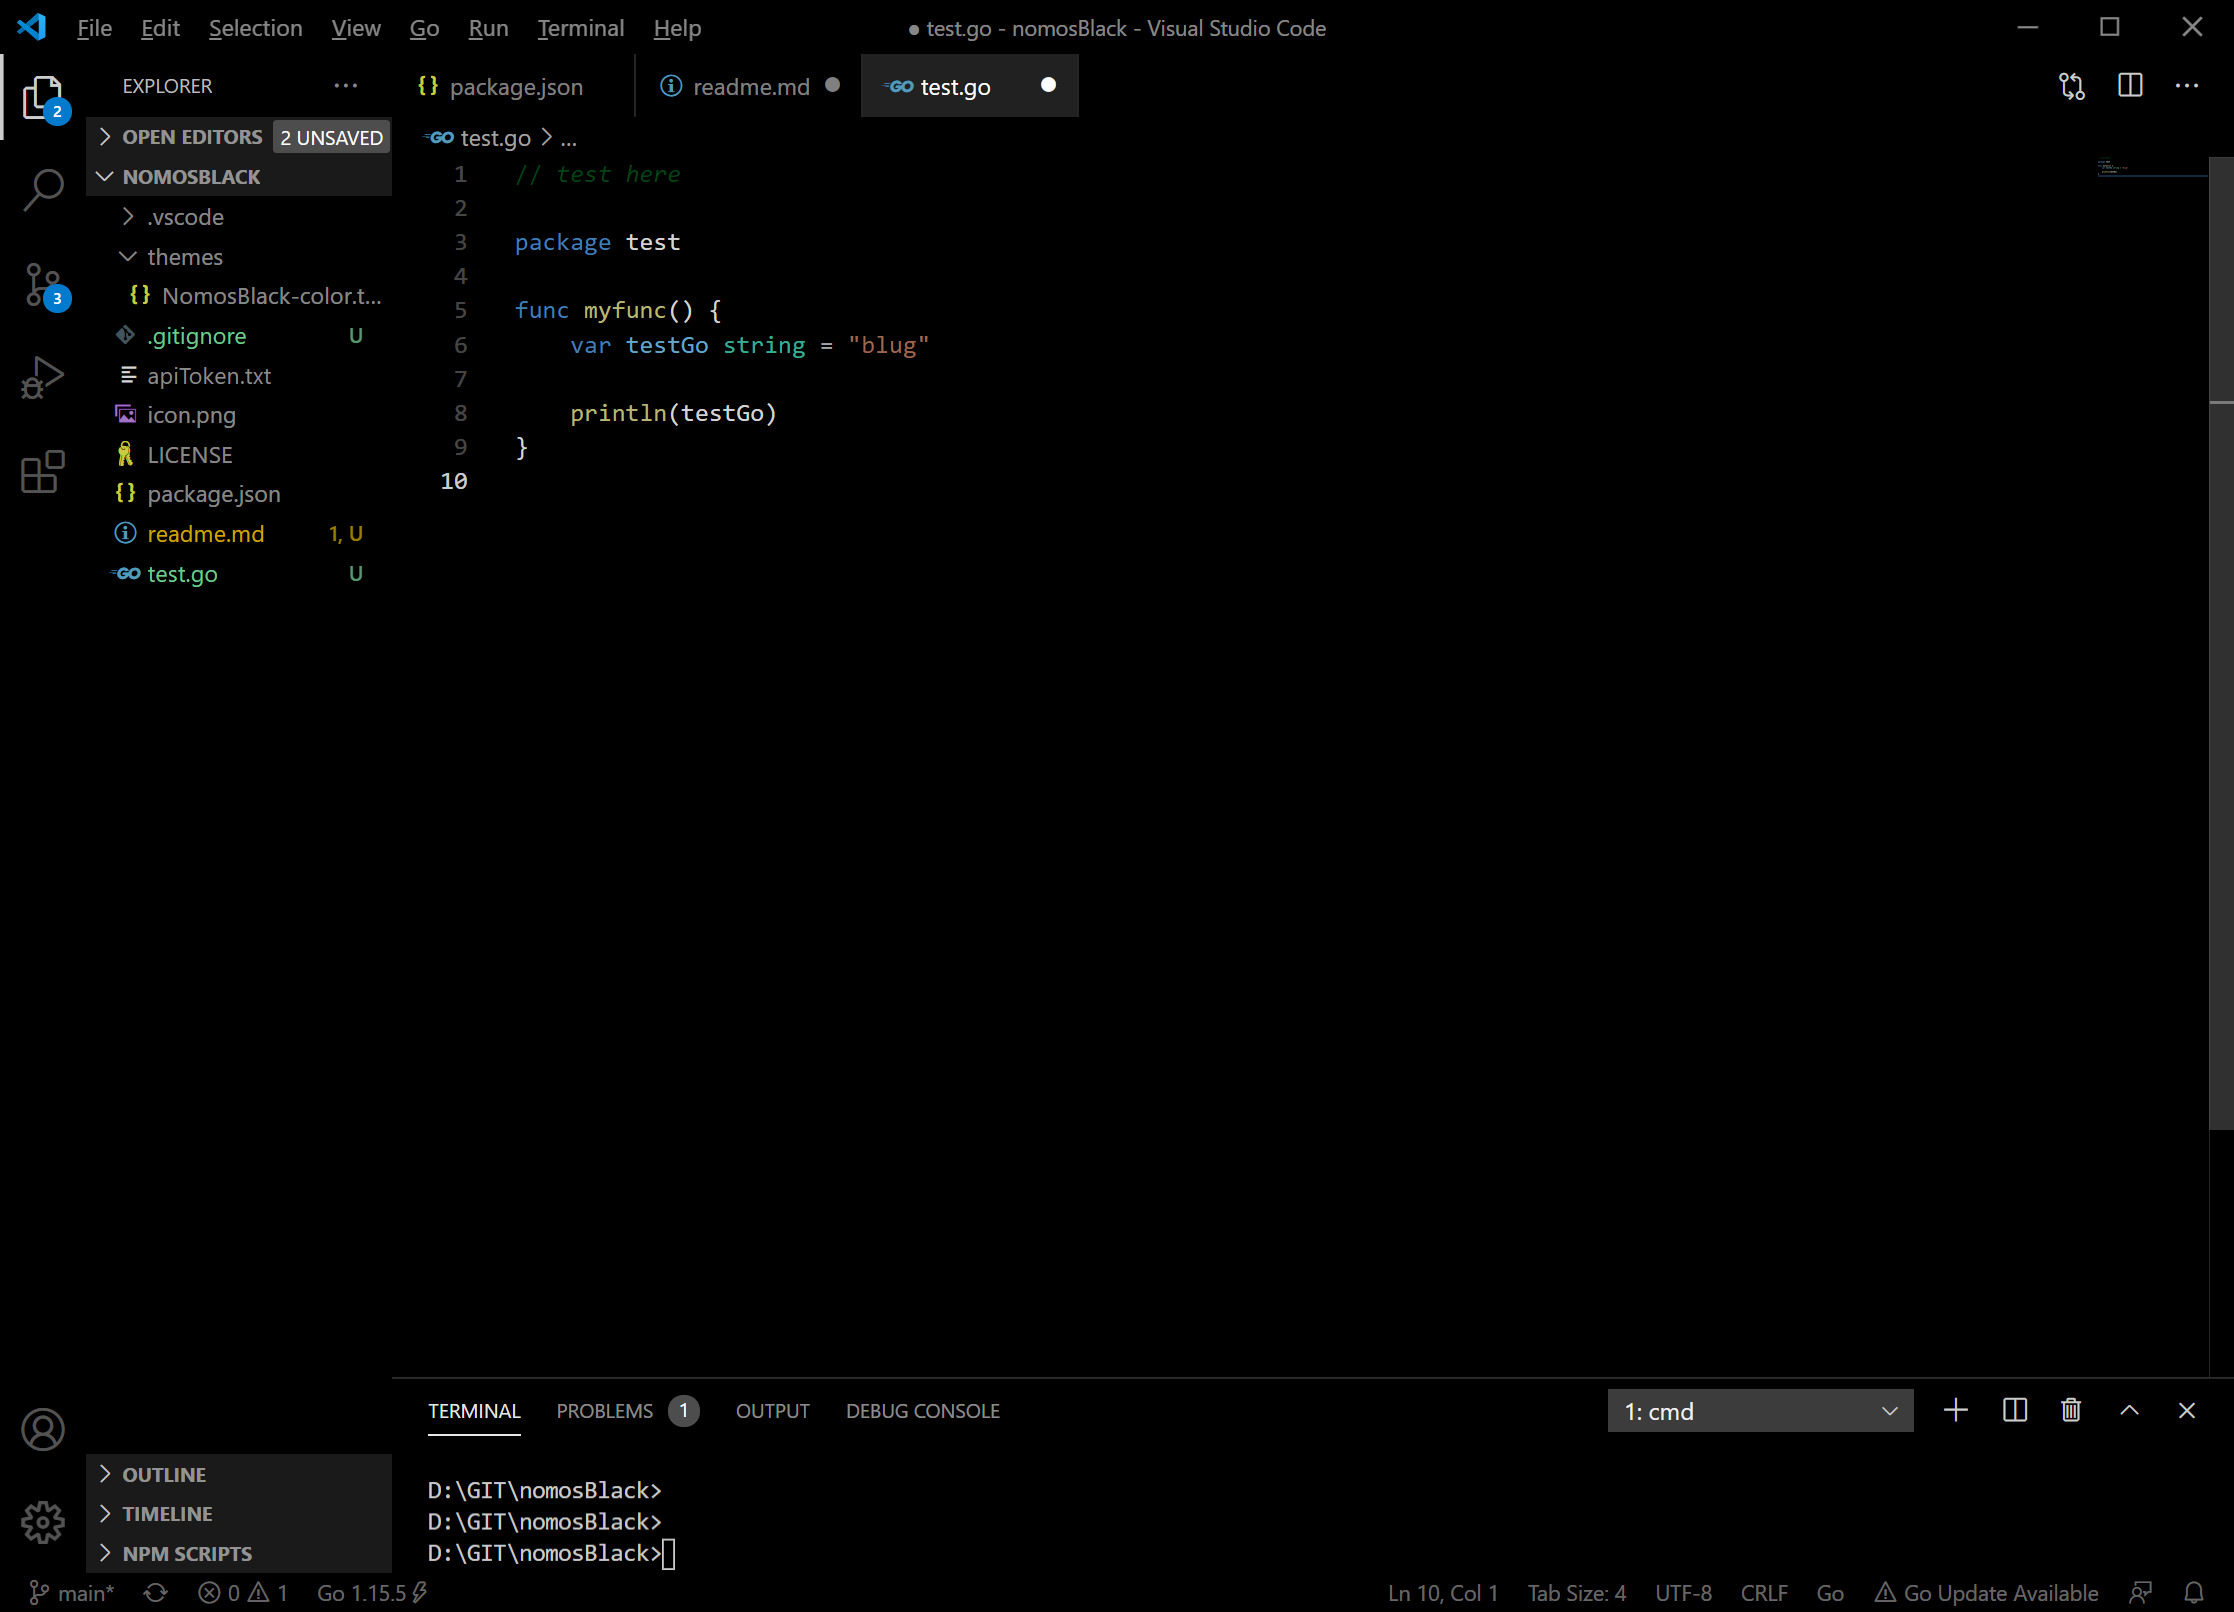 File Edit Selection View Go Run Terminal Help
● test.go - nomosBlack - Visual Studio Code
EXPLORER ···
2
OPEN EDITORS 2 UNSAVED
NOMOSBLACK
.vscode
themes
{} NomosBlack-color.t...
3
.gitignore U
apiToken.txt
icon.png
LICENSE
{} package.json
readme.md 1, U
GO test.go U
OUTLINE
TIMELINE
NPM SCRIPTS
{} package.json
readme.md
GO test.go
GO test.go > ...
1 // test here
2
3 package test
4
5 func myfunc() {
6 var testGo string = "blug"
7
8 println(testGo)
9 }
10
TERMINAL PROBLEMS 1 OUTPUT DEBUG CONSOLE
1: cmd
D:\GIT\nomosBlack>
D:\GIT\nomosBlack>
D:\GIT\nomosBlack>
main* 0 1 Go 1.15.5
Ln 10, Col 1 Tab Size: 4 UTF-8 CRLF Go Go Update Available